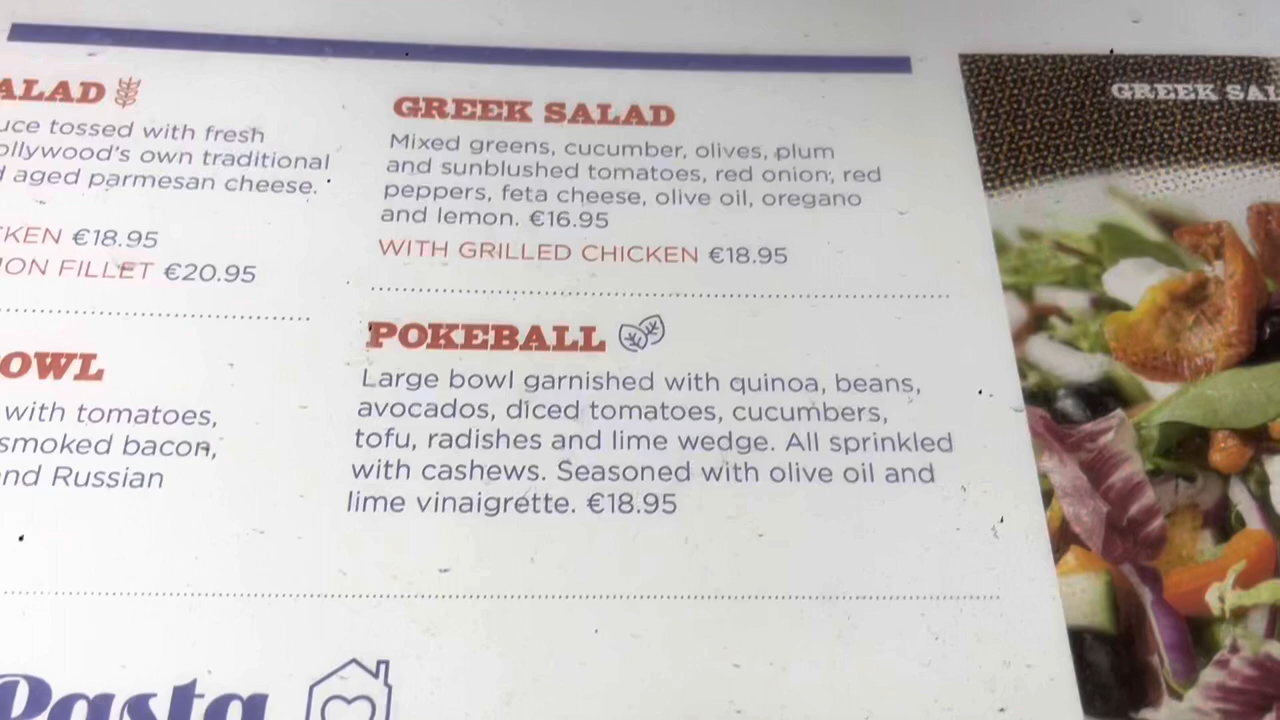 ALAD
uce tossed with fresh
ollywood's own traditional
d aged parmesan cheese.
CKEN €18.95
ION FILLET €20.95
OWL
with tomatoes,
smoked bacon,
nd Russian
GREEK SALAD
Mixed greens, cucumber, olives, plum
and sunblushed tomatoes, red onion, red
peppers, feta cheese, olive oil, oregano
and lemon. €16.95
WITH GRILLED CHICKEN €18.95
POKEBALL
Large bowl garnished with quinoa, beans,
avocados, diced tomatoes, cucumbers,
tofu, radishes and lime wedge. All sprinkled
with cashews. Seasoned with olive oil and
lime vinaigrette. €18.95
Pasta
GREEK SAL